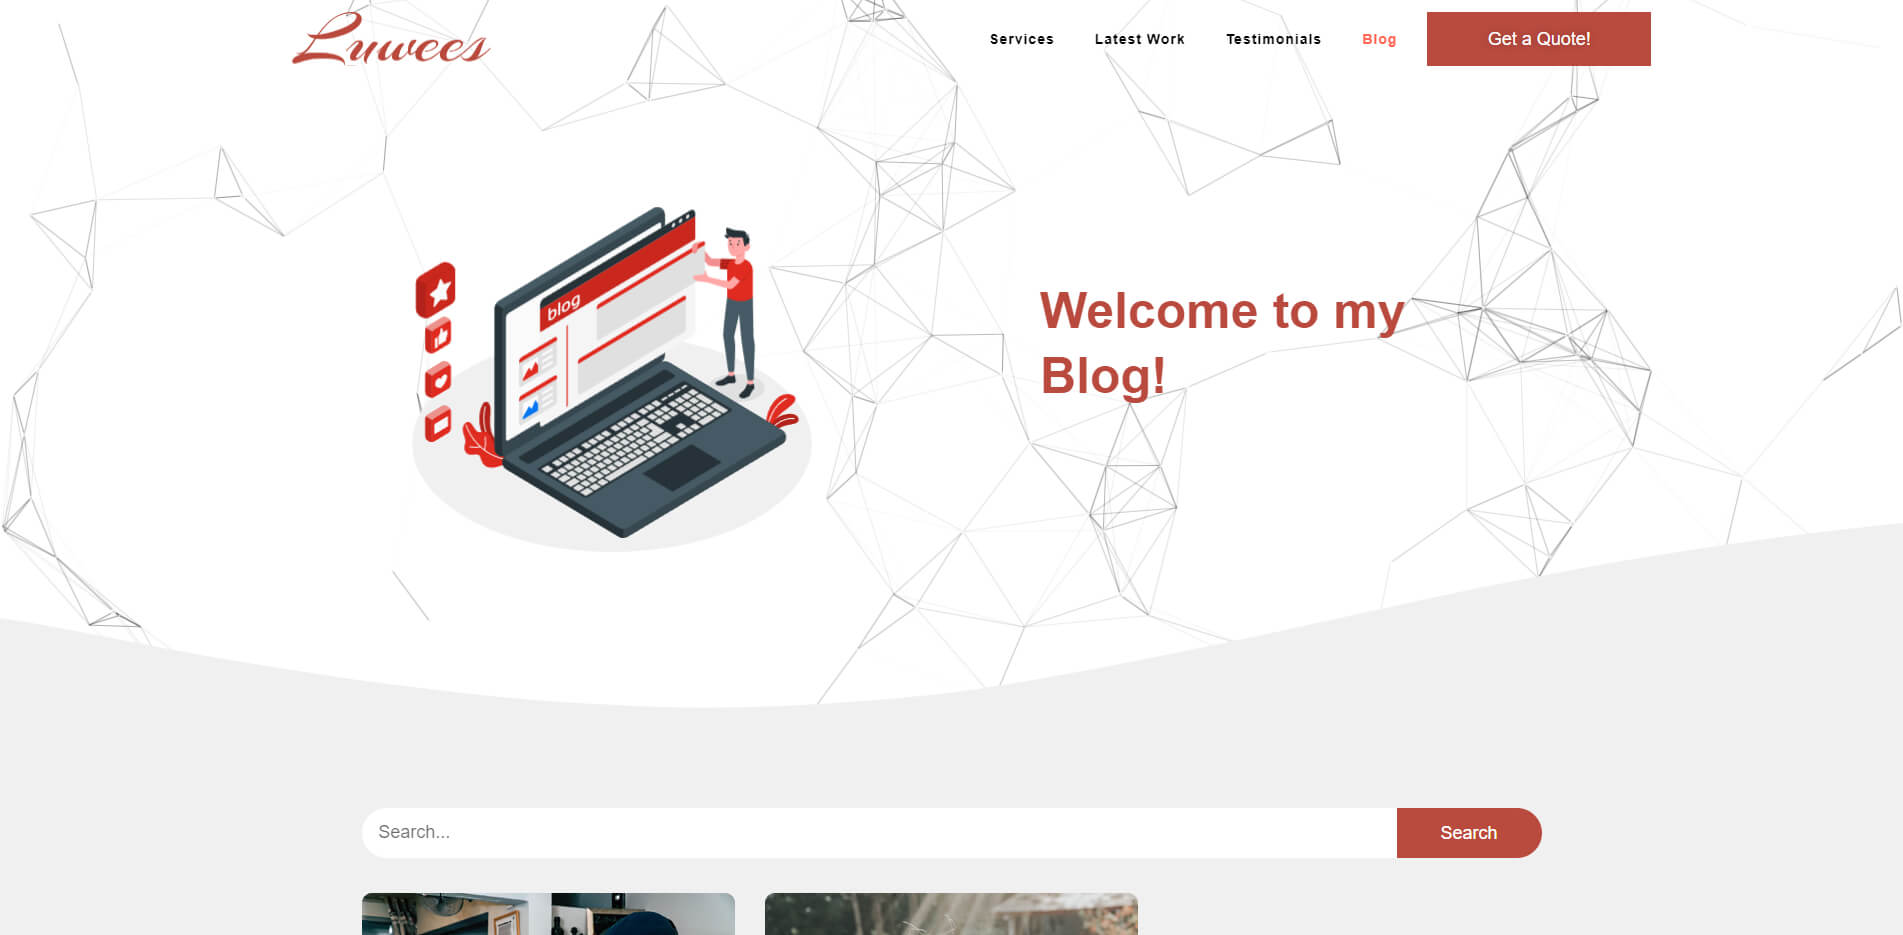 Luwees
Services
Latest Work
Testimonials
Blog
Get a Quote!
blog
Welcome to my
Blog!
Search...
Search